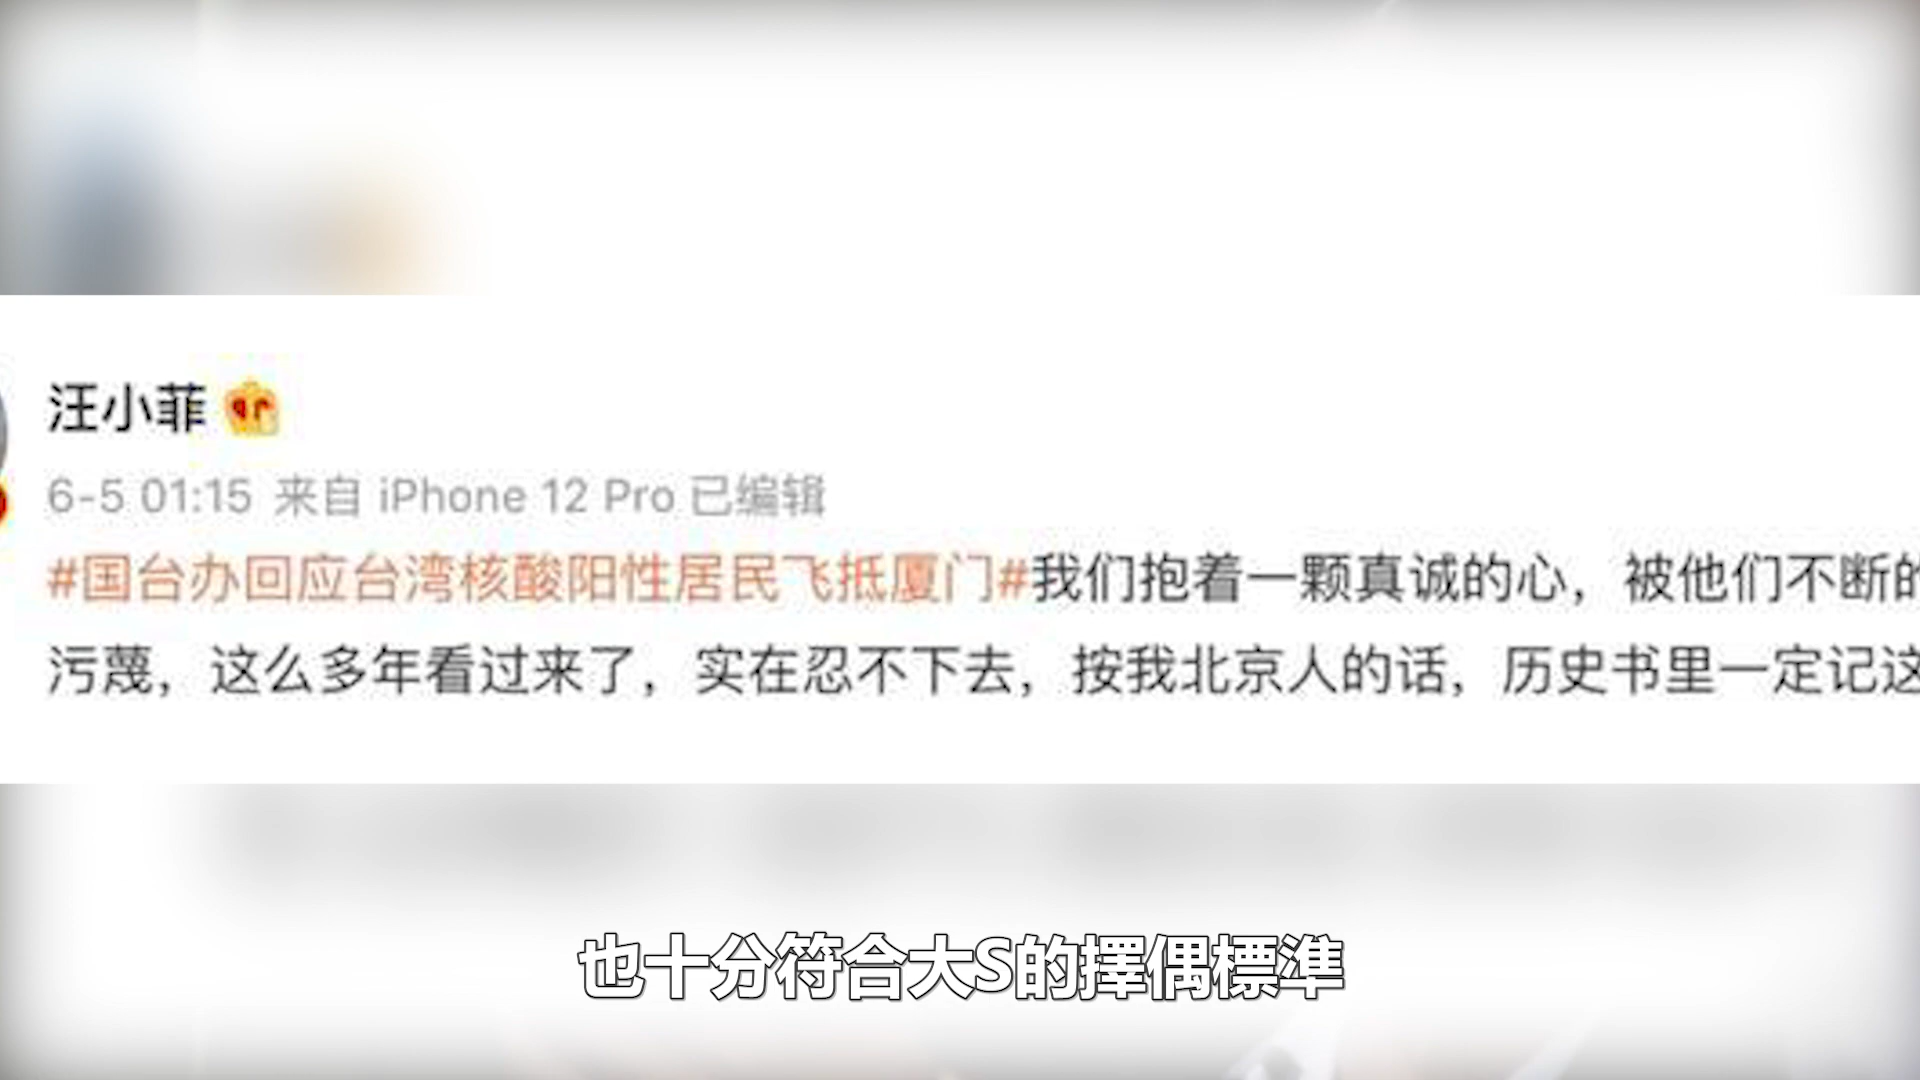 汪小菲
6-5 01:15 来自 iPhone 12 Pro 已编辑
#国台办回应台湾核酸阳性居民飞抵厦门#我们抱着一颗真诚的心，被他们不断的
污蔑，这么多年看过来了，实在忍不下去，按我北京人的话，历史书里一定记这
也十分符合大S的擇偶標準